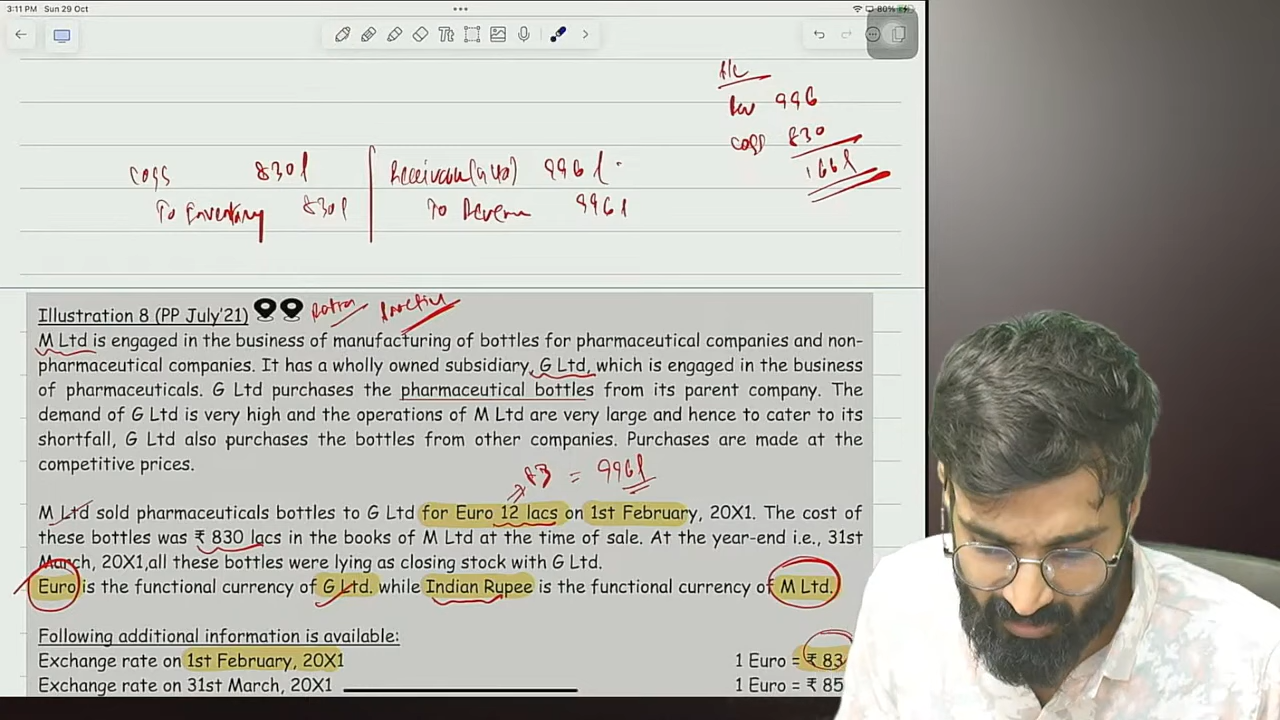 3:11 PM Sun 29 Oct
80%
Rev 996
COGS 830
166 l
COGS 830 l
To Inventory 830 l
Receivable 996 l
To Revenue 996 l
Illustration 8 (PP July'21)
M Ltd is engaged in the business of manufacturing of bottles for pharmaceutical companies and non-
pharmaceutical companies. It has a wholly owned subsidiary, G Ltd, which is engaged in the business
of pharmaceuticals. G Ltd purchases the pharmaceutical bottles from its parent company. The
demand of G Ltd is very high and the operations of M Ltd are very large and hence to cater to its
shortfall, G Ltd also purchases the bottles from other companies. Purchases are made at the
competitive prices.
83 = 996 l
M Ltd sold pharmaceuticals bottles to G Ltd for Euro 12 lacs on 1st February, 20X1. The cost of
these bottles was ₹ 830 lacs in the books of M Ltd at the time of sale. At the year-end i.e., 31st
March, 20X1,all these bottles were lying as closing stock with G Ltd.
Euro is the functional currency of G Ltd. while Indian Rupee is the functional currency of M Ltd.
Following additional information is available:
Exchange rate on 1st February, 20X1 1 Euro = ₹ 83
Exchange rate on 31st March, 20X1 1 Euro = ₹ 85